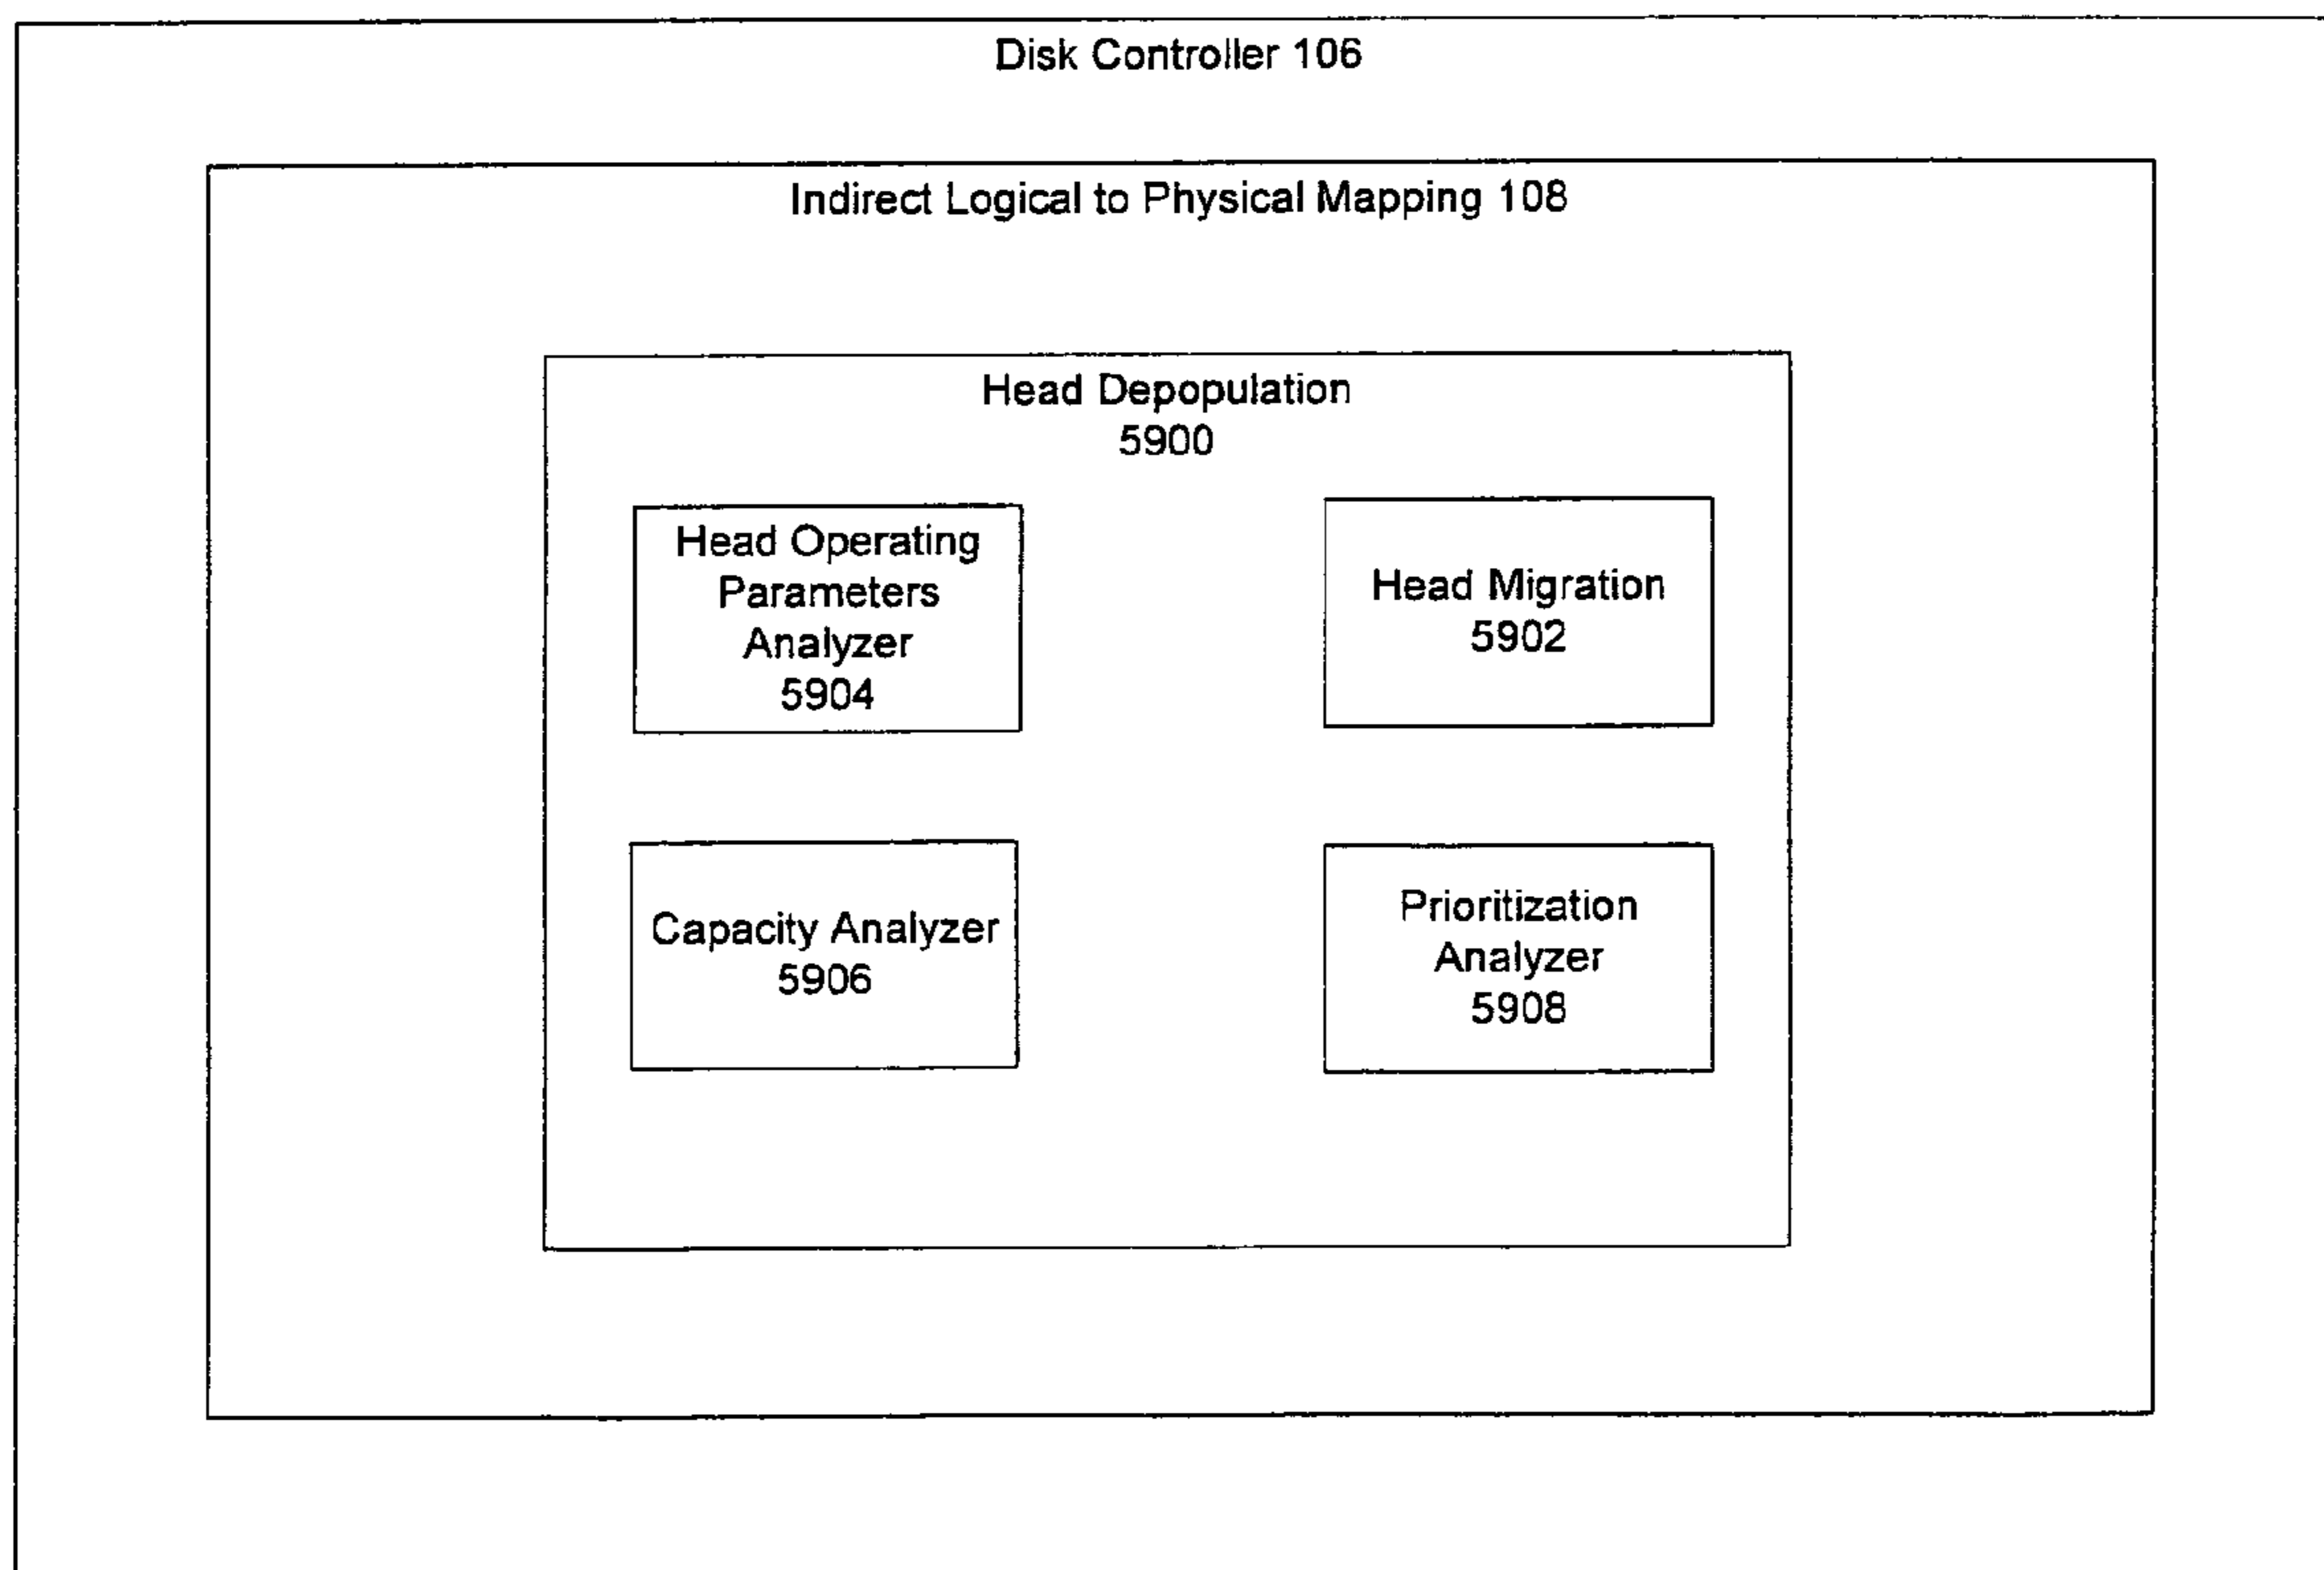 Disk Controller 106
Indirect Logical to Physical Mapping 108
Head Depopulation
5900
Head Operating
Parameters
Analyzer
5904
Head Migration
5902
Capacity Analyzer
5906
Prioritization
Analyzer
5908